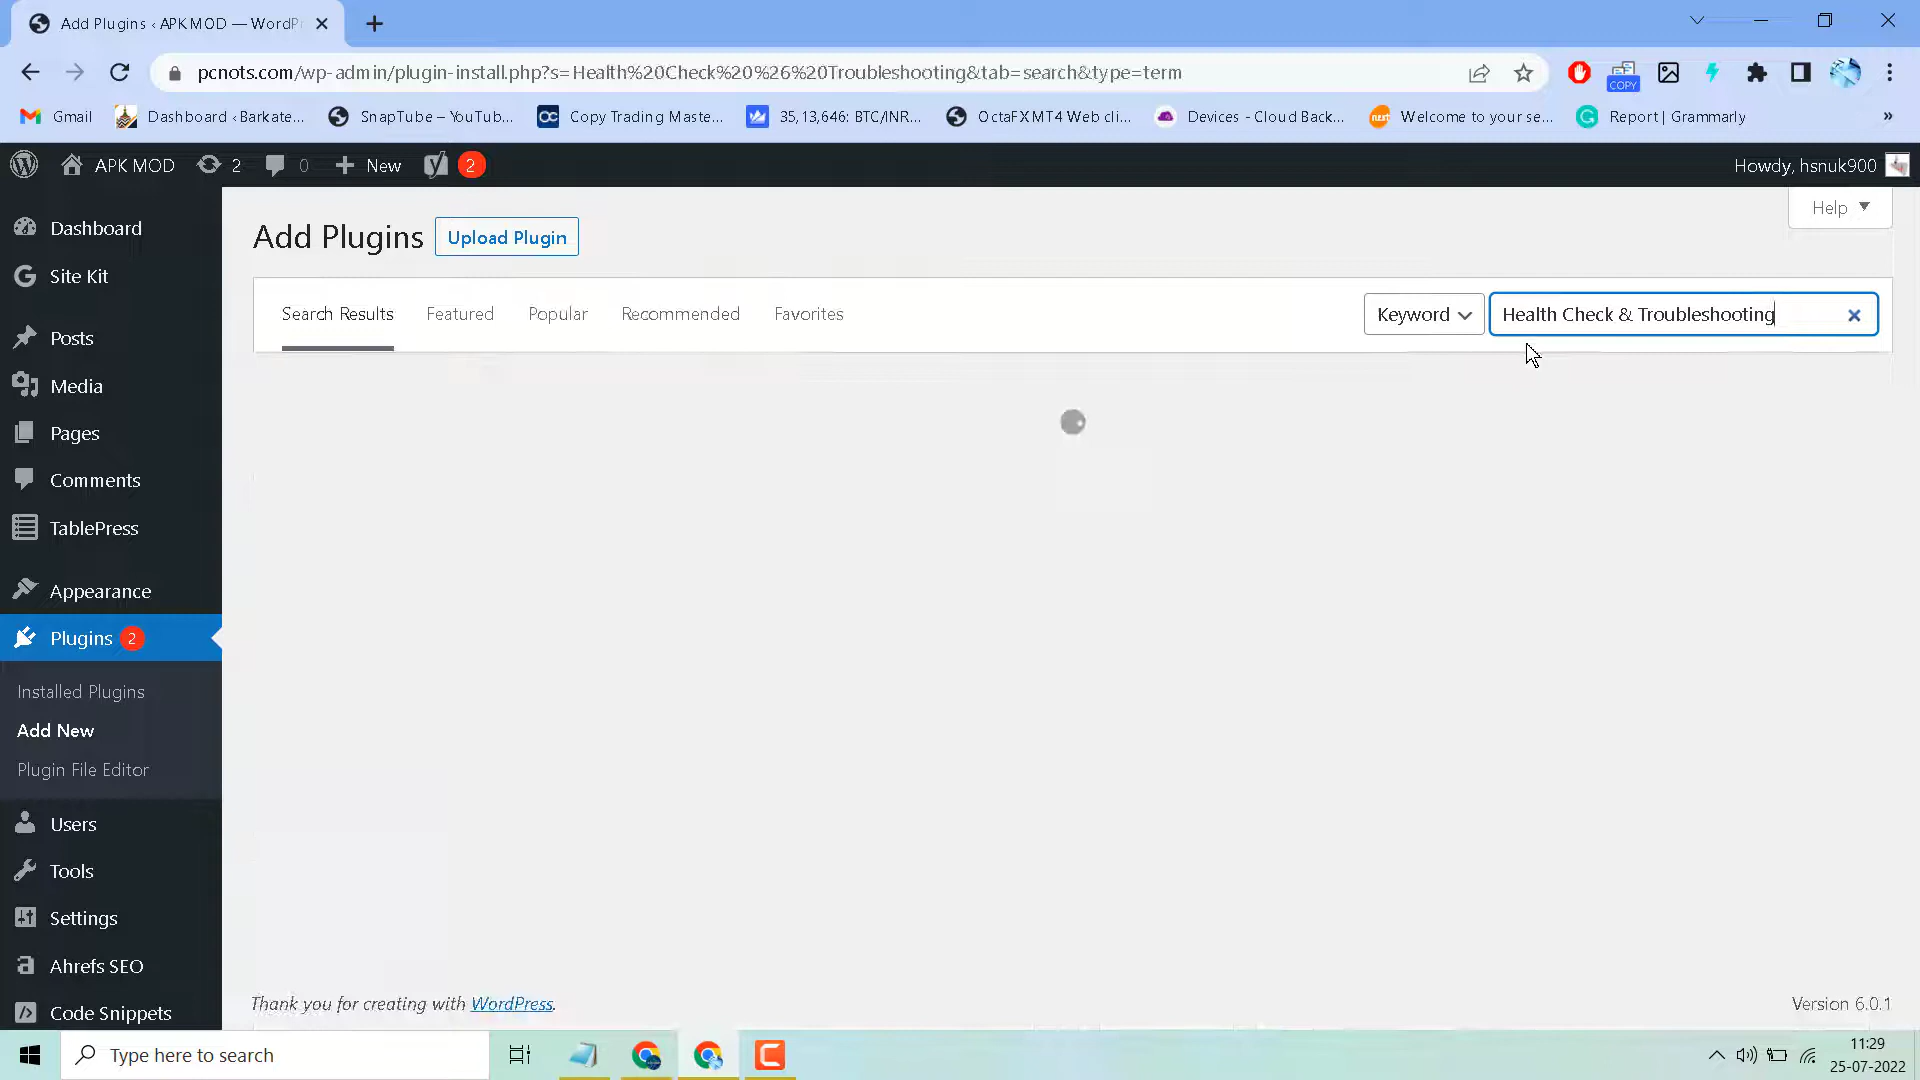 Add Plugins ‹ APK MOD — WordPr
pcnots.com/wp-admin/plugin-install.php?s=Health%20Check%20%26%20Troubleshooting&tab=search&type=term
COPY
Gmail
Dashboard ‹ Barkate...
SnapTube – YouTub...
Copy Trading Maste...
35,13,646: BTC/INR...
OctaFX MT4 Web cli...
Devices - Cloud Back...
Welcome to your se...
Report | Grammarly
»
APK MOD
2
0
New
2
Howdy, hsnuk900
Dashboard
Site Kit
Posts
Media
Pages
Comments
TablePress
Appearance
Plugins 2
Installed Plugins
Add New
Plugin File Editor
Users
Tools
Settings
Ahrefs SEO
Code Snippets
Help
Add Plugins
Upload Plugin
Search Results
Featured
Popular
Recommended
Favorites
Keyword
Health Check & Troubleshooting
Thank you for creating with WordPress.
Version 6.0.1
Type here to search
11:29
25-07-2022